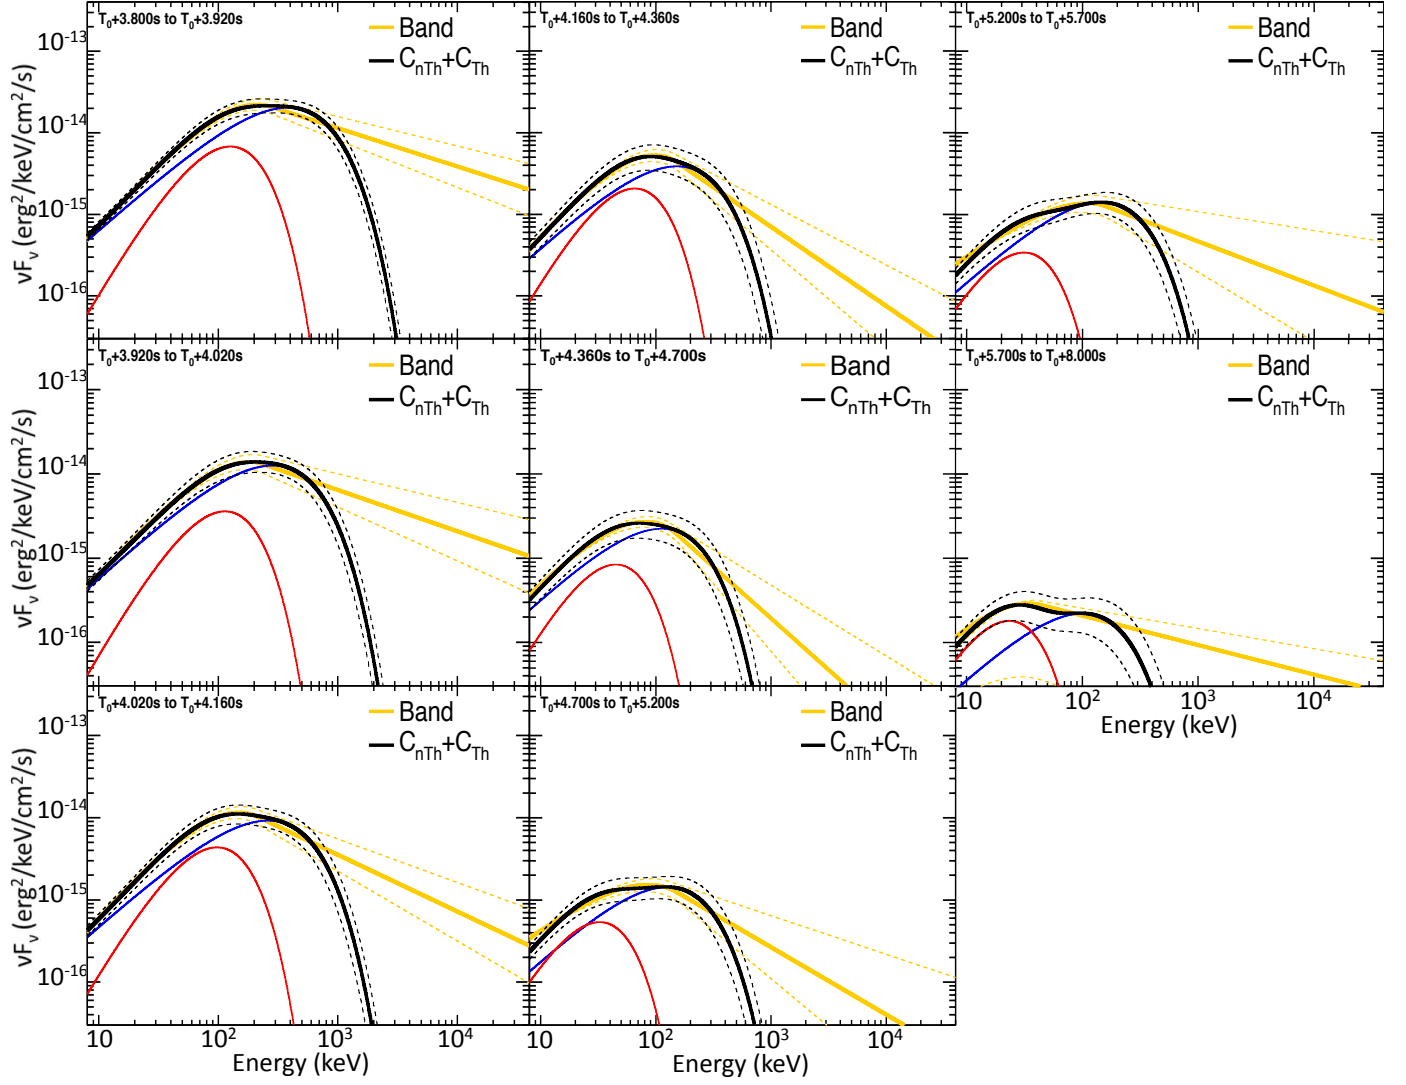 T₀+3.800s to T₀+3.920s
Band
CₙTₕ+CTₕ
T₀+4.160s to T₀+4.360s
Band
CₙTₕ+CTₕ
T₀+5.200s to T₀+5.700s
Band
CₙTₕ+CTₕ
10⁻¹³
10⁻¹⁴
10⁻¹⁵
10⁻¹⁶
νFᵥ (erg²/keV/cm²/s)
T₀+3.920s to T₀+4.020s
Band
CₙTₕ+CTₕ
T₀+4.360s to T₀+4.700s
Band
CₙTₕ+CTₕ
T₀+5.700s to T₀+8.000s
Band
CₙTₕ+CTₕ
10⁻¹³
10⁻¹⁴
10⁻¹⁵
10⁻¹⁶
νFᵥ (erg²/keV/cm²/s)
10 10² 10³ 10⁴
Energy (keV)
T₀+4.020s to T₀+4.160s
Band
CₙTₕ+CTₕ
T₀+4.700s to T₀+5.200s
Band
CₙTₕ+CTₕ
10⁻¹³
10⁻¹⁴
10⁻¹⁵
10⁻¹⁶
νFᵥ (erg²/keV/cm²/s)
10 10² 10³ 10⁴
Energy (keV)
10 10² 10³ 10⁴
Energy (keV)